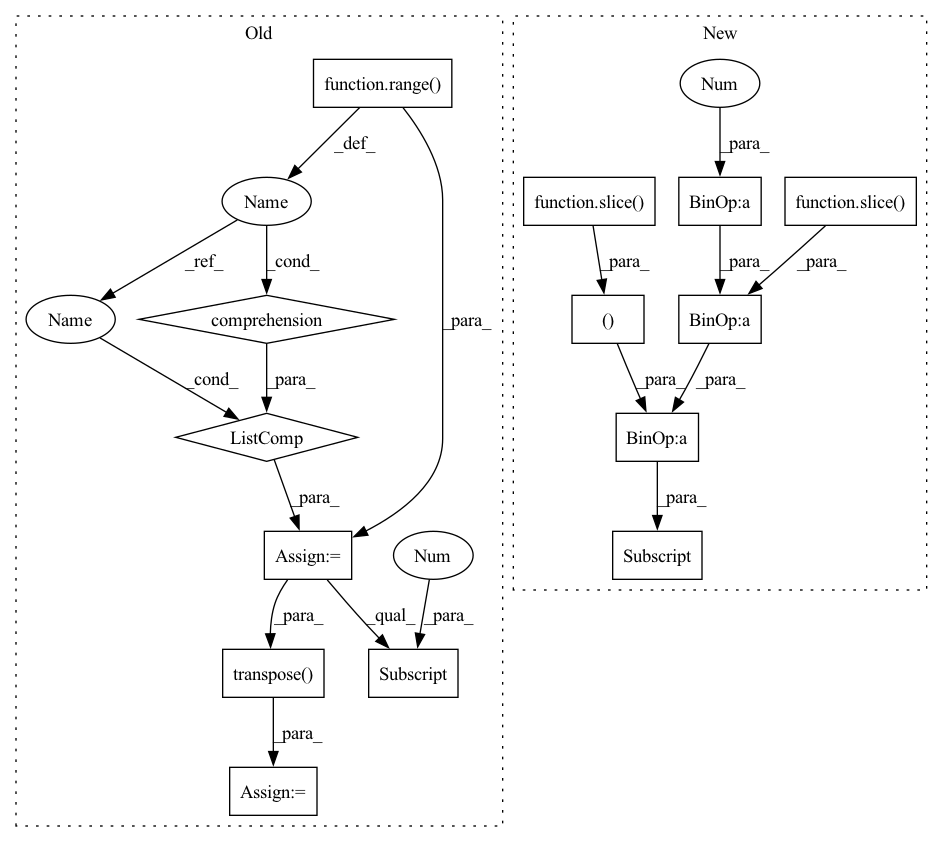 Old
New
function.range()
Num
_def_
_para_
Name
function.slice()
BinOp:a
function.slice()
_ref_
_cond_
_para_
_para_
_para_
Name
comprehension
_para_
()
BinOp:a
_cond_
_para_
_para_
_para_
ListComp
BinOp:a
_para_
_para_
Assign:=
Num
Subscript
_para_
_qual_
_para_
transpose()
Subscript
_para_
Assign:=